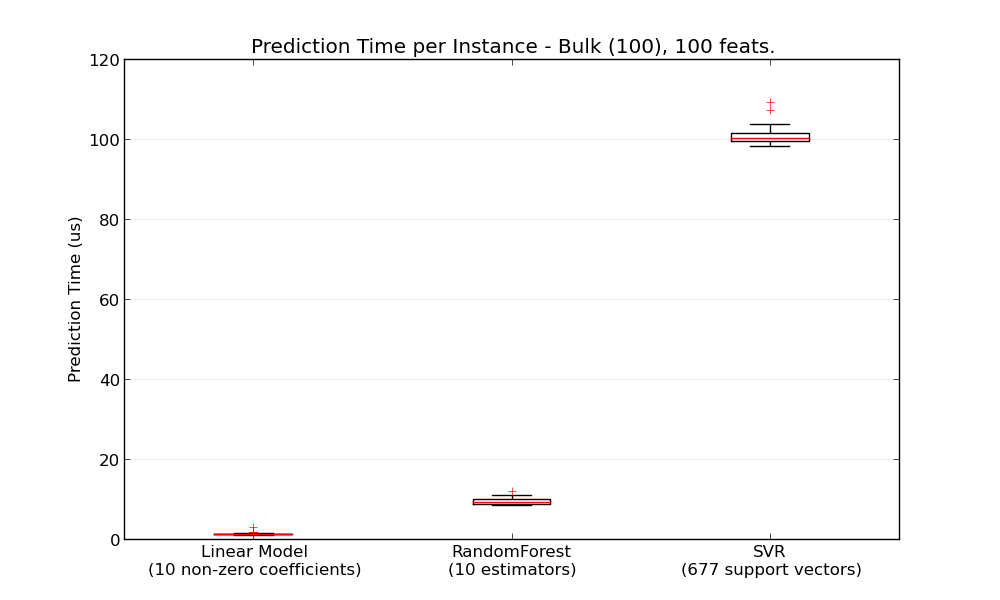 Prediction Time per Instance - Bulk (100), 100 feats.
120
100
80
60
40
20
0
Prediction Time (us)
Linear Model
(10 non-zero coefficients)
RandomForest
(10 estimators)
SVR
(677 support vectors)